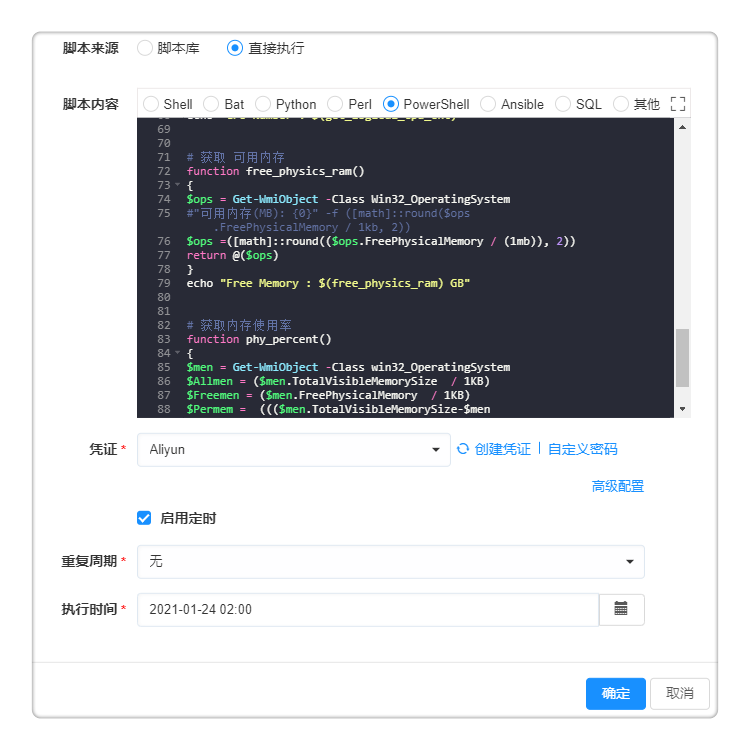 脚本来源 脚本库 直接执行
脚本内容 Shell Bat Python Perl PowerShell Ansible SQL 其他
69
70
71 # 获取 可用内存
72 function free_physics_ram()
73 {
74 $ops = Get-WmiObject -Class Win32_OperatingSystem
75 #"可用内存(MB): {0}" -f ([math]::round($ops
.FreePhysicalMemory / 1kb, 2))
76 $ops =([math]::round(($ops.FreePhysicalMemory / (1mb)), 2))
77 return @($ops)
78 }
79 echo "Free Memory : $(free_physics_ram) GB"
80
81
82 # 获取内存使用率
83 function phy_percent()
84 {
85 $men = Get-WmiObject -Class win32_OperatingSystem
86 $Allmen = ($men.TotalVisibleMemorySize / 1KB)
87 $Freemen = ($men.FreePhysicalMemory / 1KB)
88 $Permem = ((($men.TotalVisibleMemorySize-$men
凭证 * Aliyun 创建凭证 | 自定义密码
高级配置
启用定时
重复周期 * 无
执行时间 * 2021-01-24 02:00
确定 取消